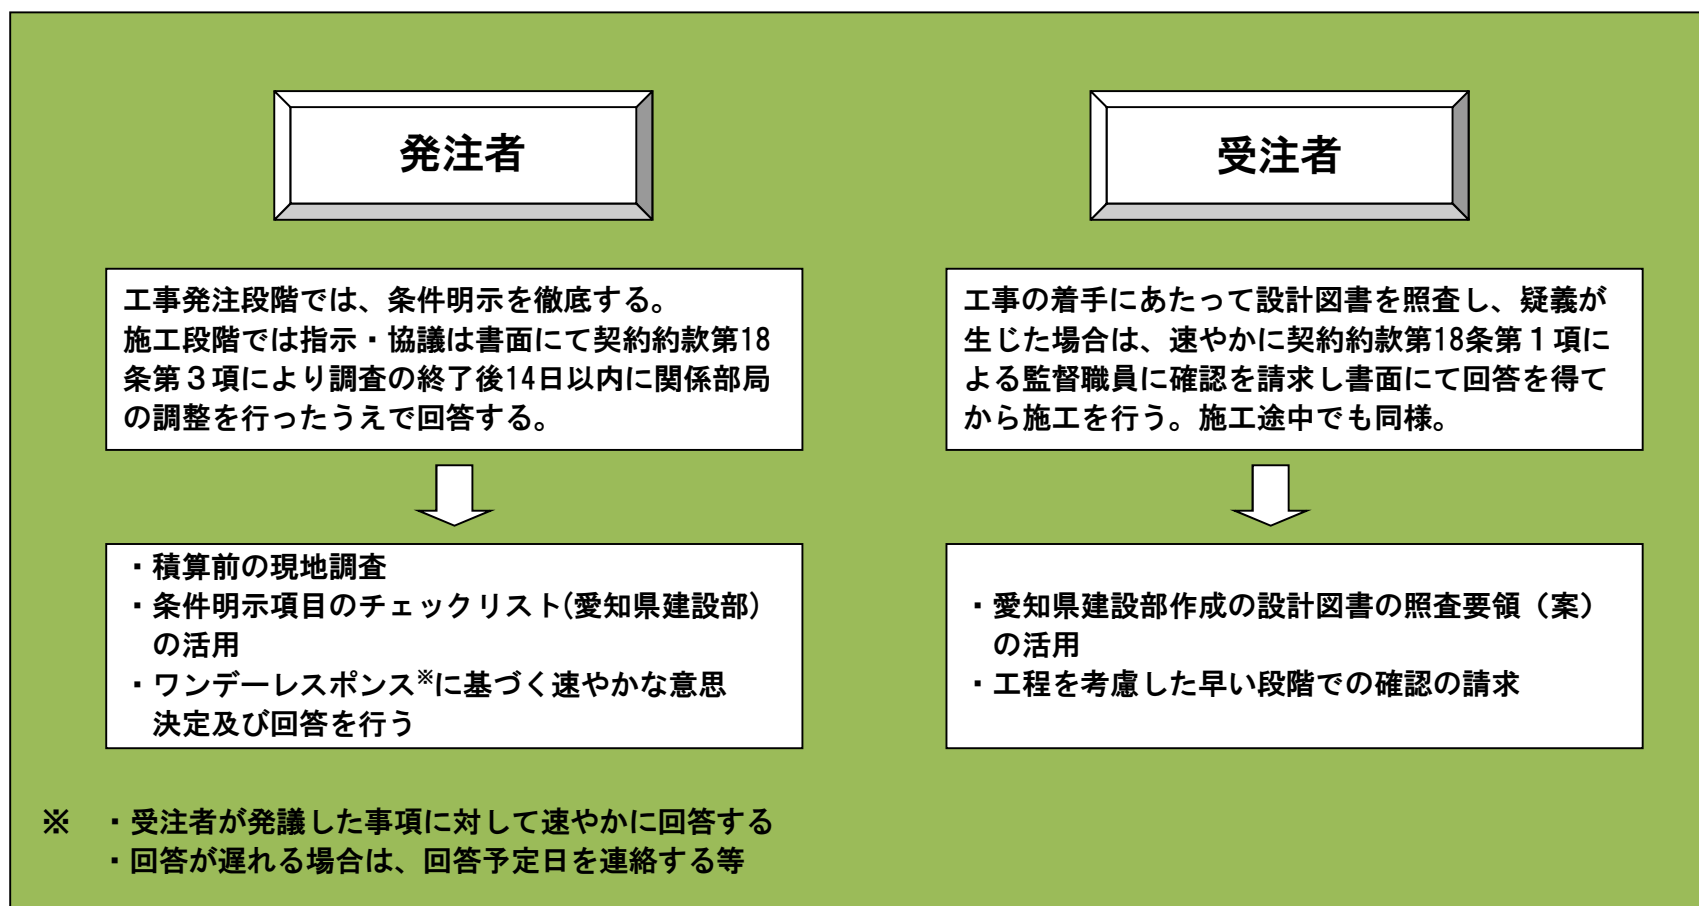 発注者
工事発注段階では、条件明示を徹底する。
施工段階では指示・協議は書面にて契約約款第18
条第３項により調査の終了後14日以内に関係部局
の調整を行ったうえで回答する。
・積算前の現地調査
・条件明示項目のチェックリスト(愛知県建設部)
の活用
・ワンデーレスポンス※に基づく速やかな意思
決定及び回答を行う
受注者
工事の着手にあたって設計図書を照査し、疑義が
生じた場合は、速やかに契約約款第18条第１項に
よる監督職員に確認を請求し書面にて回答を得て
から施工を行う。施工途中でも同様。
・愛知県建設部作成の設計図書の照査要領（案）
の活用
・工程を考慮した早い段階での確認の請求
※　・受注者が発議した事項に対して速やかに回答する
・回答が遅れる場合は、回答予定日を連絡する等